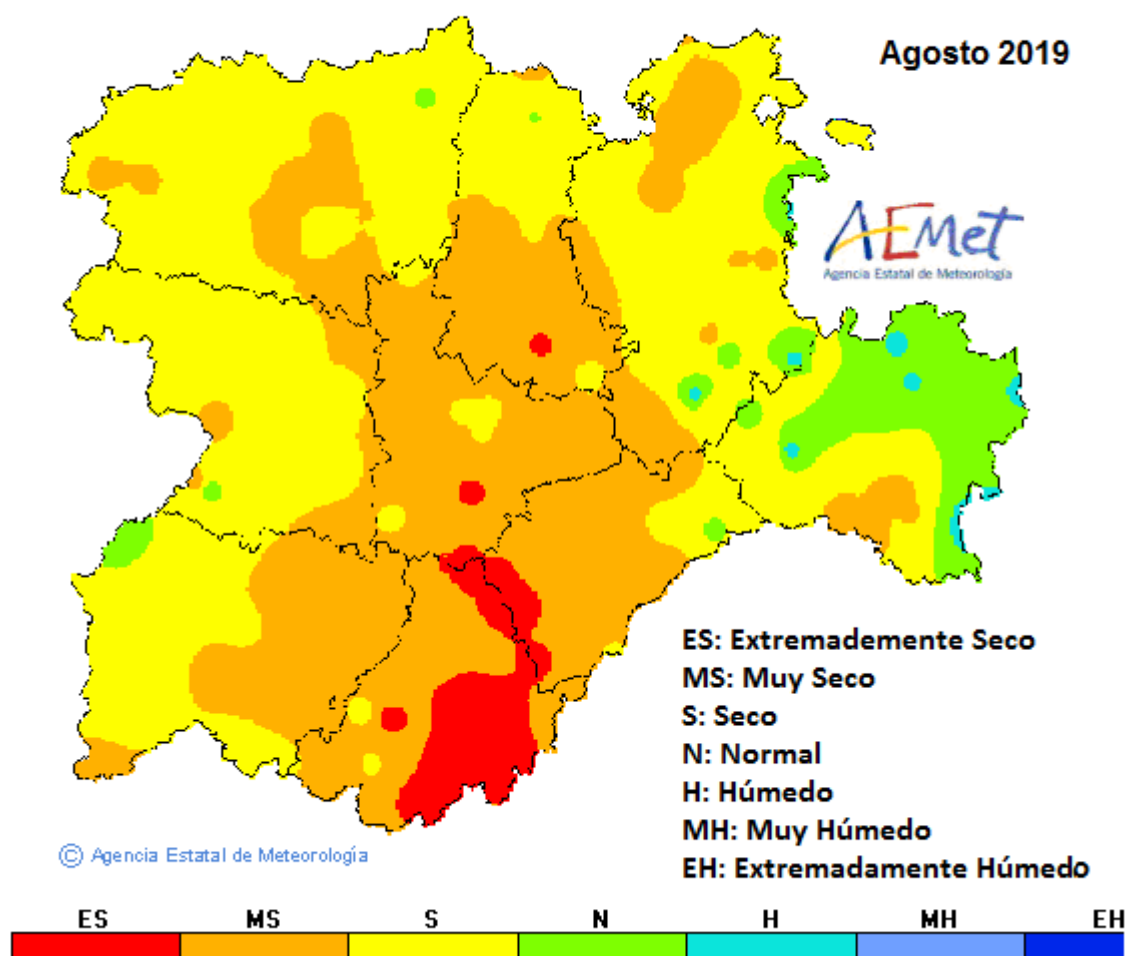 Agosto 2019
AEMet
Agencia Estatal de Meteorología
ES: Extremademente Seco
MS: Muy Seco
S: Seco
N: Normal
H: Húmedo
MH: Muy Húmedo
EH: Extremadamente Húmedo
© Agencia Estatal de Meteorología
ES MS S N H MH EH